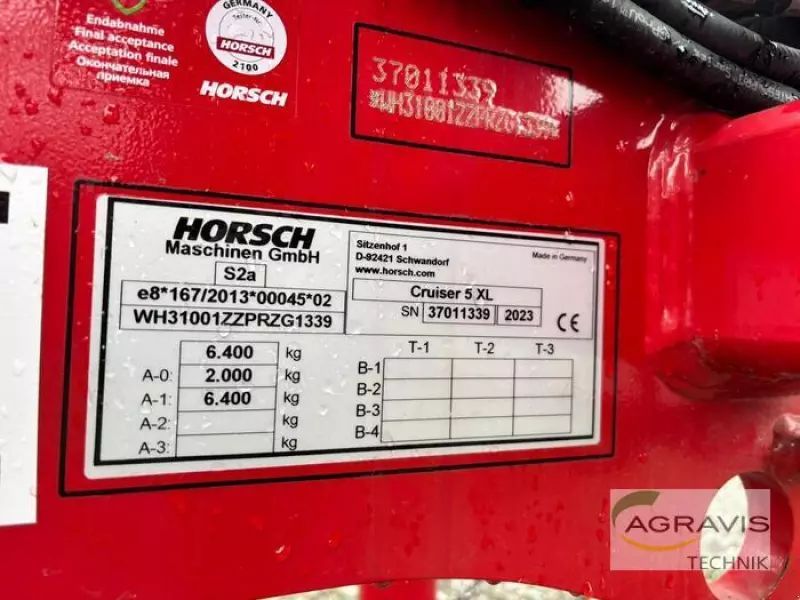 Endabnahme
Final acceptance
Acceptation finale
Окончательная
приемка
GERMANY
Tester-Nr.
HORSCH
2100
HORSCH
37011339
*WH31001ZZPRZG1339*
HORSCH
Maschinen GmbH
S2a
e8*167/2013*00045*02
WH31001ZZPRZG1339
Sitzenhof 1
D-92421 Schwandorf
www.horsch.com
Made in Germany
Cruiser 5 XL
SN 37011339 2023
CE
6.400 kg
A-0: 2.000 kg
A-1: 6.400 kg
A-2: kg
A-3: kg
T-1 T-2 T-3
B-1
B-2
B-3
B-4
AGRAVIS
TECHNIK